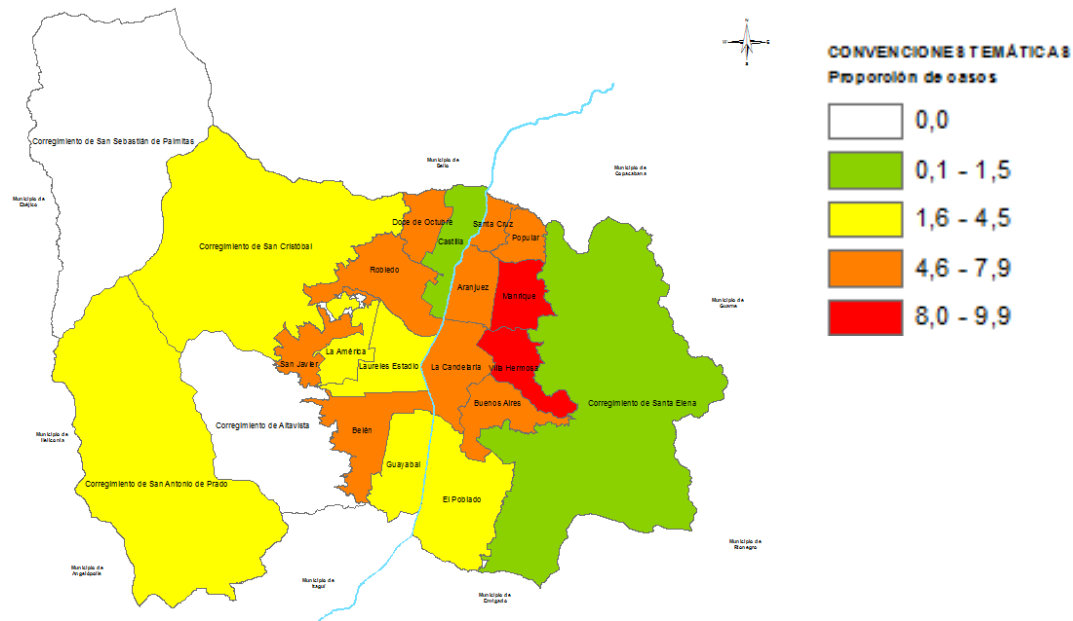 N
W
E
S
CONVENCIONES TEMÁTICAS
Proporción de casos
0,0
0,1 - 1,5
1,6 - 4,5
4,6 - 7,9
8,0 - 9,9
Corregimiento de San Sebastián de Palmitas
Municipio de
Bello
Municipio de
Copacabana
Municipio de
Ebéjico
Doce de Octubre
Santa Cruz
Popular
Castilla
Corregimiento de San Cristóbal
Robledo
Aranjuez
Manrique
Municipio de
Guarne
La América
San Javier
Laureles Estadio
La Candelaria
Villa Hermosa
Buenos Aires
Corregimiento de Santa Elena
Corregimiento de Altavista
Belén
Municipio de
Heliconia
Guayabal
Corregimiento de San Antonio de Prado
El Poblado
Municipio de
Rionegro
Municipio de
Angelópolis
Municipio de
Itagüí
Municipio de
Envigado